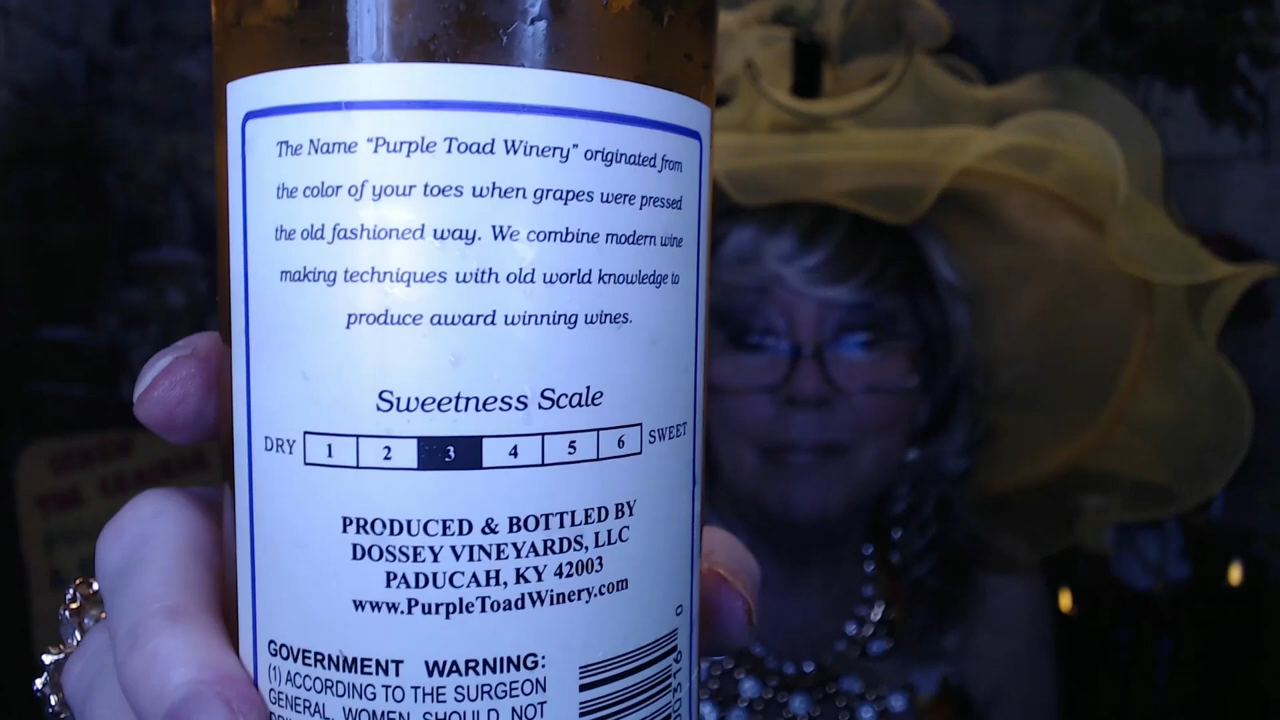 The Name “Purple Toad Winery” originated from
the color of your toes when grapes were pressed
the old fashioned way. We combine modern wine
making techniques with old world knowledge to
produce award winning wines.
Sweetness Scale
DRY 1 2 3 4 5 6 SWEET
PRODUCED & BOTTLED BY
DOSSEY VINEYARDS, LLC
PADUCAH, KY 42003
www.PurpleToadWinery.com
GOVERNMENT WARNING:
(1) ACCORDING TO THE SURGEON
GENERAL, WOMEN SHOULD NOT